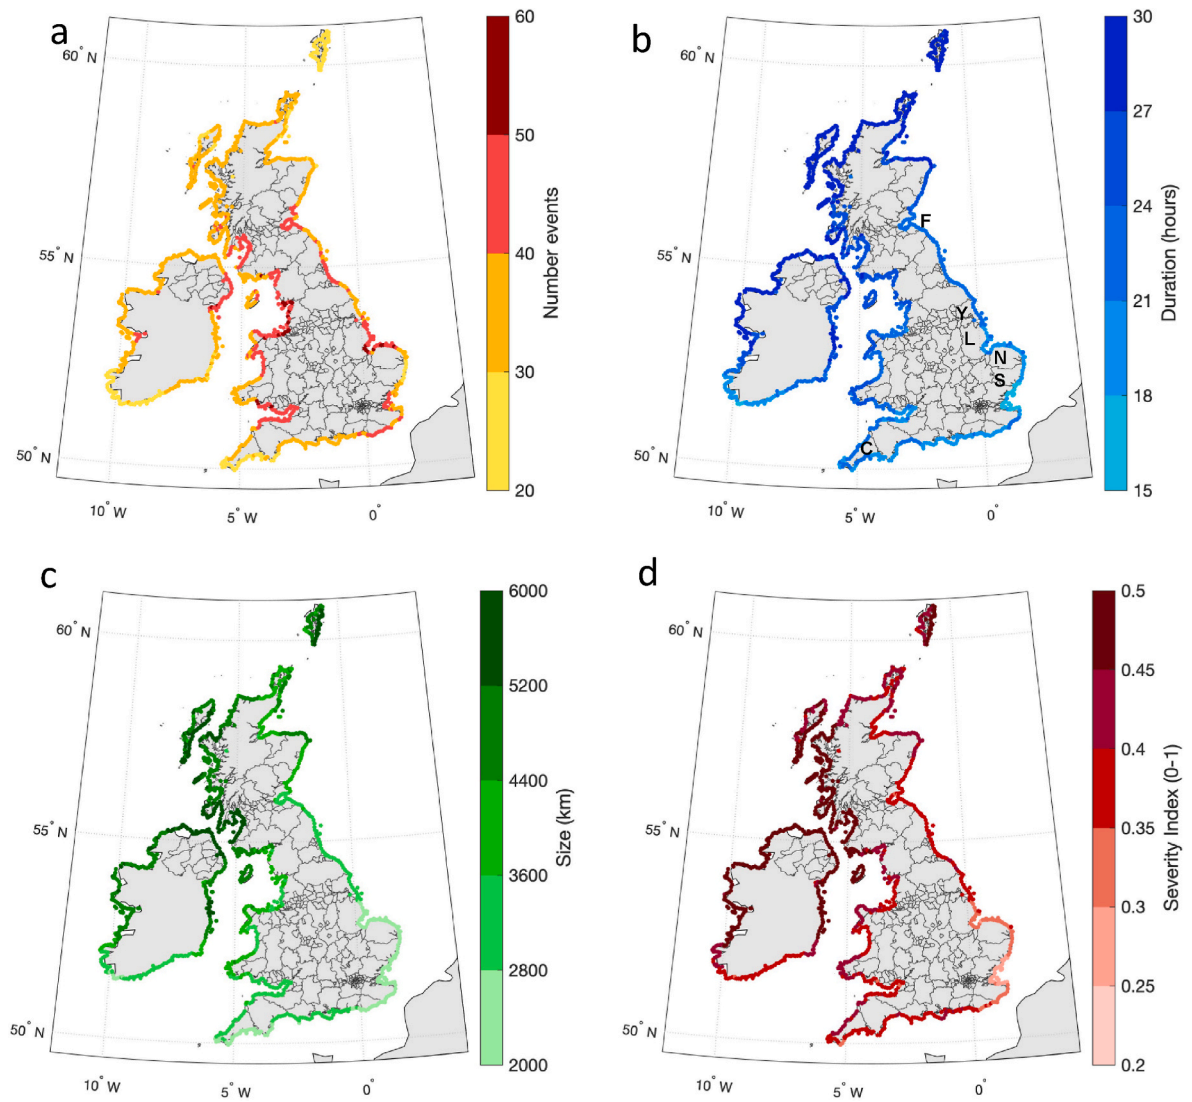 a
60° N
55° N
50° N
10° W
5° W
0°
60
50
40
30
20
Number events
b
60° N
55° N
50° N
10° W
5° W
0°
F
Y
L
N
S
C
30
27
24
21
18
15
Duration (hours)
c
60° N
55° N
50° N
10° W
5° W
0°
6000
5200
4400
3600
2800
2000
Size (km)
d
60° N
55° N
50° N
10° W
5° W
0°
0.5
0.45
0.4
0.35
0.3
0.25
0.2
Severity Index (0-1)